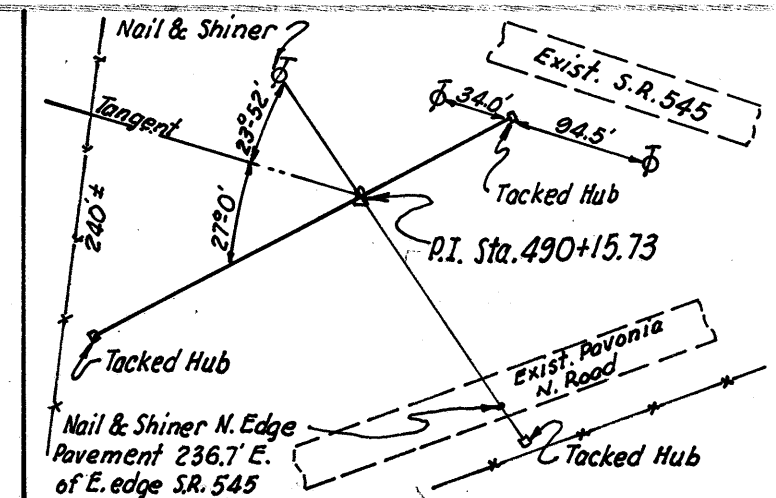 Nail & Shiner
Exist. S.R. 545
34.0'
94.5'
Tangent
23°-52'
Tacked Hub
240'±
27°0'
P.I. Sta. 490+15.73
Tacked Hub
Exist. Pavonia
N. Road
Nail & Shiner N. Edge
Pavement 236.7' E.
of E. edge S.R. 545
Tacked Hub